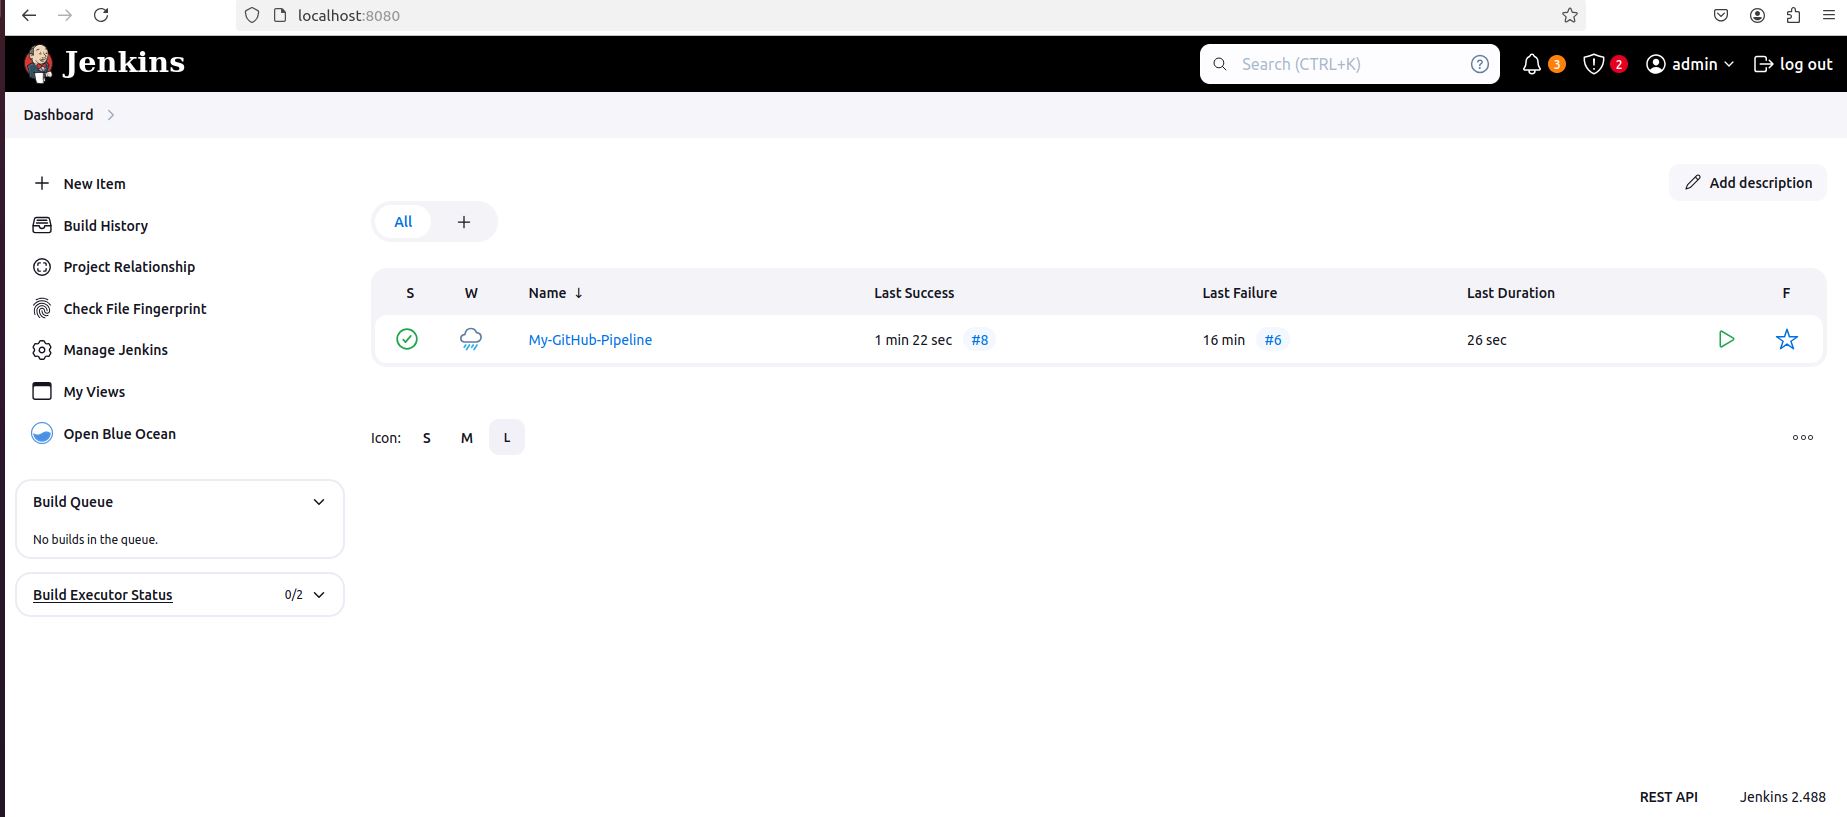 localhost:8080
Jenkins
Search (CTRL+K)
?
3
2
admin
log out
Dashboard
New Item
Add description
All
+
Build History
Project Relationship
Check File Fingerprint
Manage Jenkins
My Views
Open Blue Ocean
S W Name ↓ Last Success Last Failure Last Duration F
My-GitHub-Pipeline 1 min 22 sec #8 16 min #6 26 sec
Icon: S M L
Build Queue
No builds in the queue.
Build Executor Status 0/2
REST API Jenkins 2.488